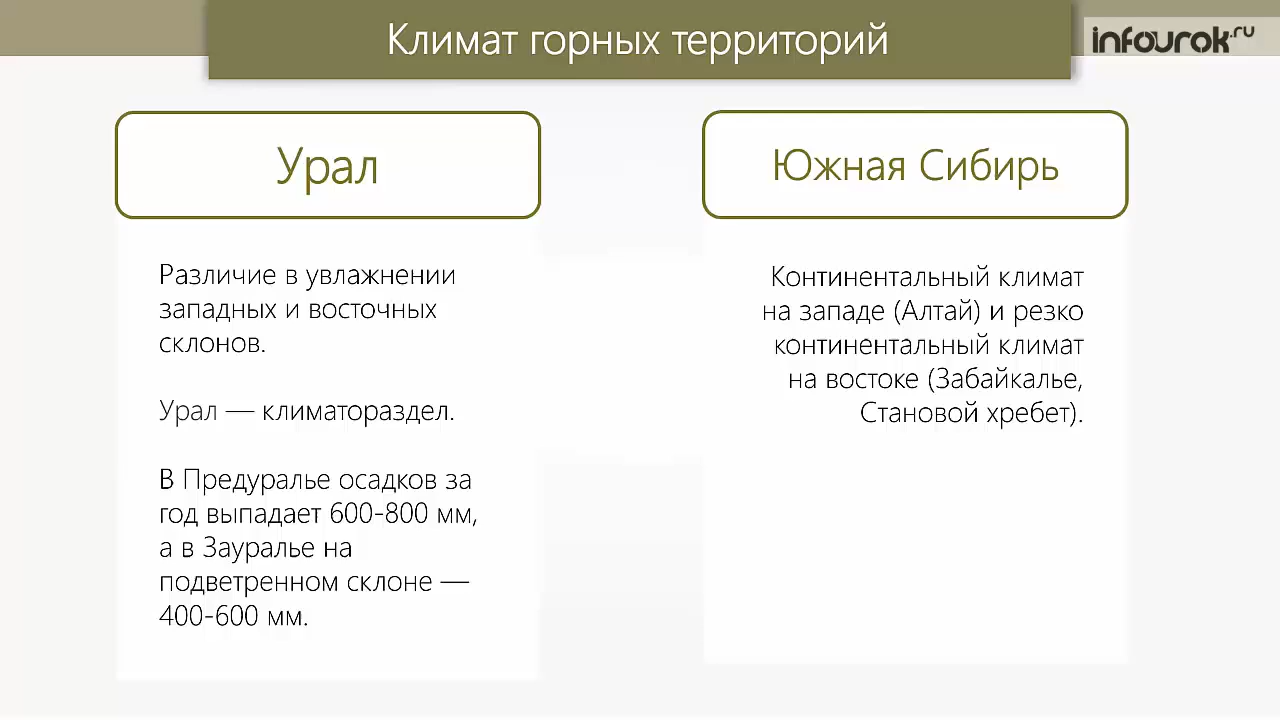 Климат горных территорий
infourok.ru
Урал
Различие в увлажнении
западных и восточных
склонов.
Урал — климатораздел.
В Предуралье осадков за
год выпадает 600-800 мм,
а в Зауралье на
подветренном склоне —
400-600 мм.
Южная Сибирь
Континентальный климат
на западе (Алтай) и резко
континентальный климат
на востоке (Забайкалье,
Становой хребет).